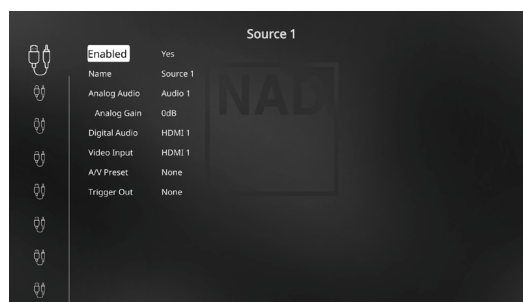 Source 1
Enabled Yes
Name Source 1
Analog Audio Audio 1
Analog Gain 0dB
Digital Audio HDMI 1
Video Input HDMI 1
A/V Preset None
Trigger Out None
NAD